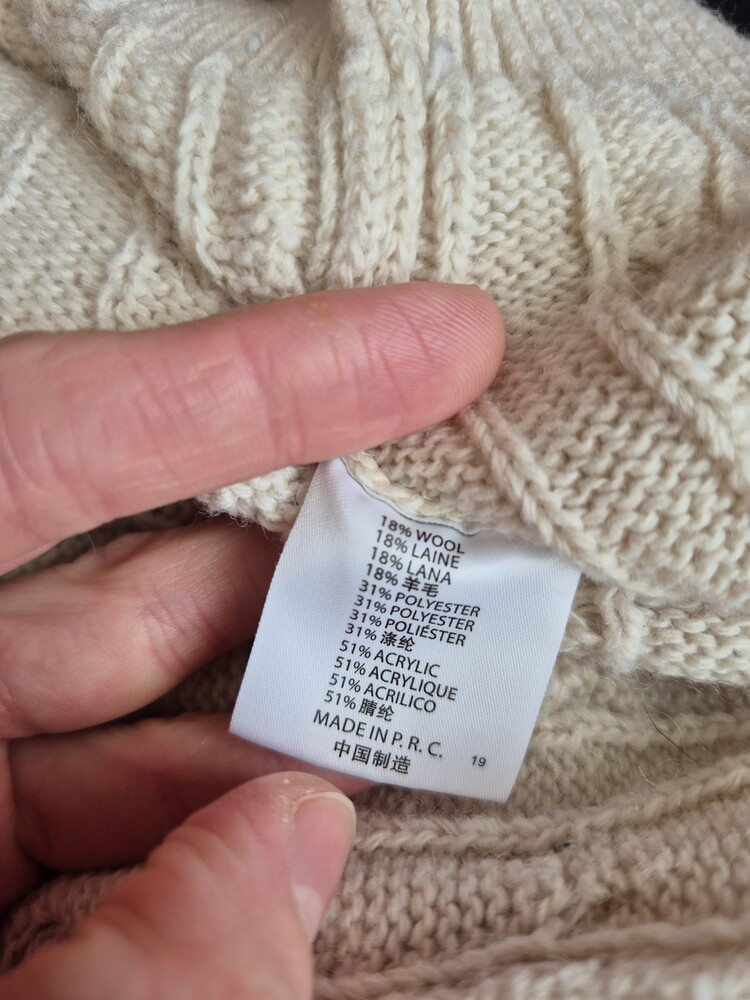 18% WOOL
18% LAINE
18% LANA
18% 羊毛
31% POLYESTER
31% POLYESTER
31% POLIÉSTER
31% 涤纶
51% ACRYLIC
51% ACRYLIQUE
51% ACRILICO
51% 腈纶
MADE IN P. R. C.
19
中国制造